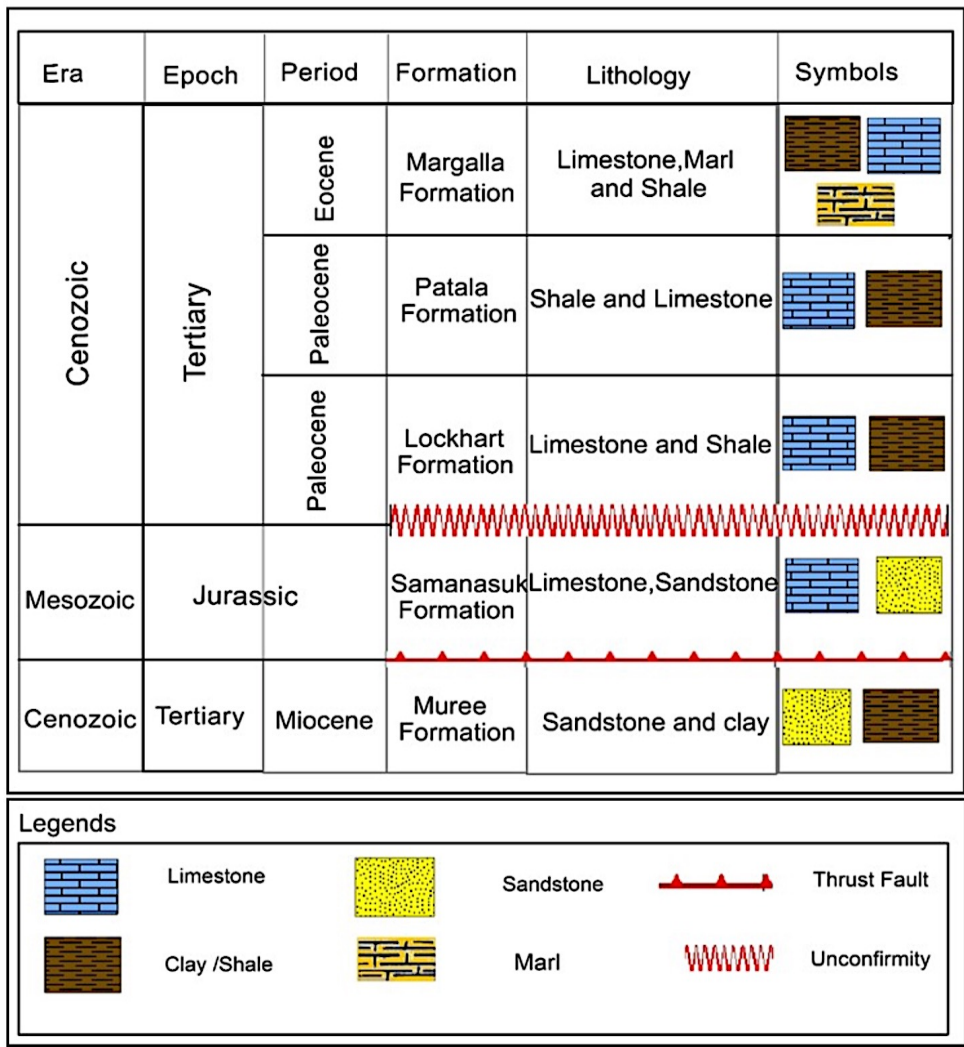 Era Epoch Period Formation Lithology Symbols
Cenozoic
Tertiary
Eocene
Margalla
Formation
Limestone,Marl
and Shale
Paleocene
Patala
Formation
Shale and Limestone
Paleocene
Lockhart
Formation
Limestone and Shale
Mesozoic
Jurassic
Samanasuk
Formation
Limestone,Sandstone
Cenozoic
Tertiary
Miocene
Muree
Formation
Sandstone and clay
Legends
Limestone
Sandstone
Thrust Fault
Clay /Shale
Marl
Unconfirmity